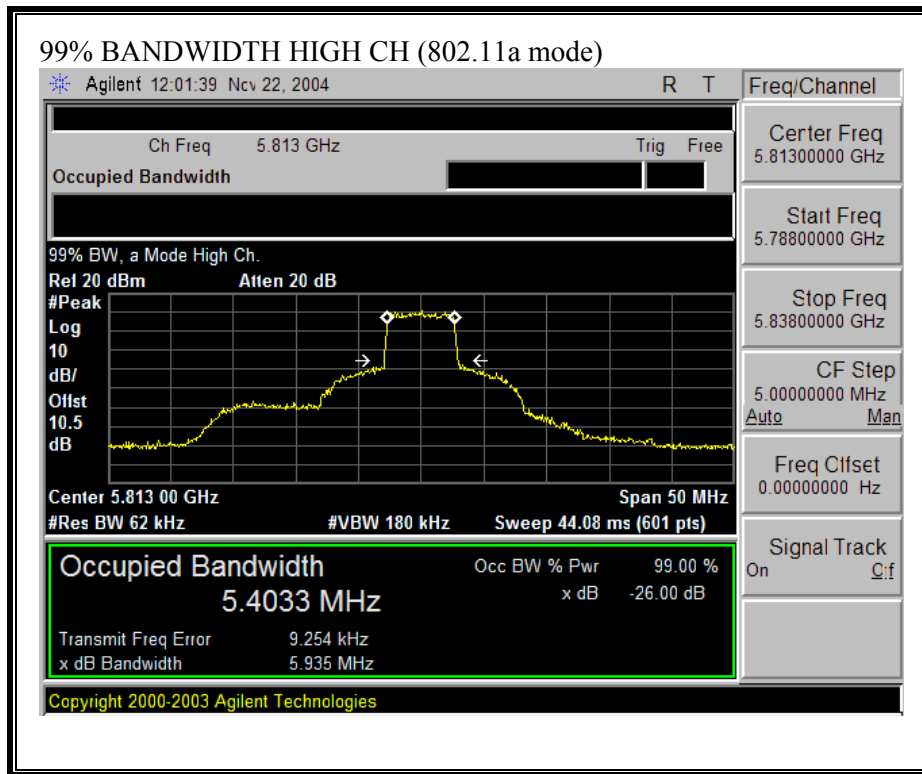 99% BANDWIDTH HIGH CH (802.11a mode)
Agilent 12:01:39 Nov 22, 2004 R T
Freq/Channel
Ch Freq 5.813 GHz Trig Free
Occupied Bandwidth
Center Freq
5.81300000 GHz
Start Freq
5.78800000 GHz
Stop Freq
5.83800000 GHz
CF Step
5.00000000 MHz
Auto Man
Freq Offset
0.00000000 Hz
Signal Track
On Off
99% BW, a Mode High Ch.
Ref 20 dBm Atten 20 dB
#Peak
Log
10
dB/
Offst
10.5
dB
Center 5.813 00 GHz Span 50 MHz
#Res BW 62 kHz #VBW 180 kHz Sweep 44.08 ms (601 pts)
Occupied Bandwidth
5.4033 MHz
Occ BW % Pwr 99.00 %
x dB -26.00 dB
Transmit Freq Error 9.254 kHz
x dB Bandwidth 5.935 MHz
Copyright 2000-2003 Agilent Technologies